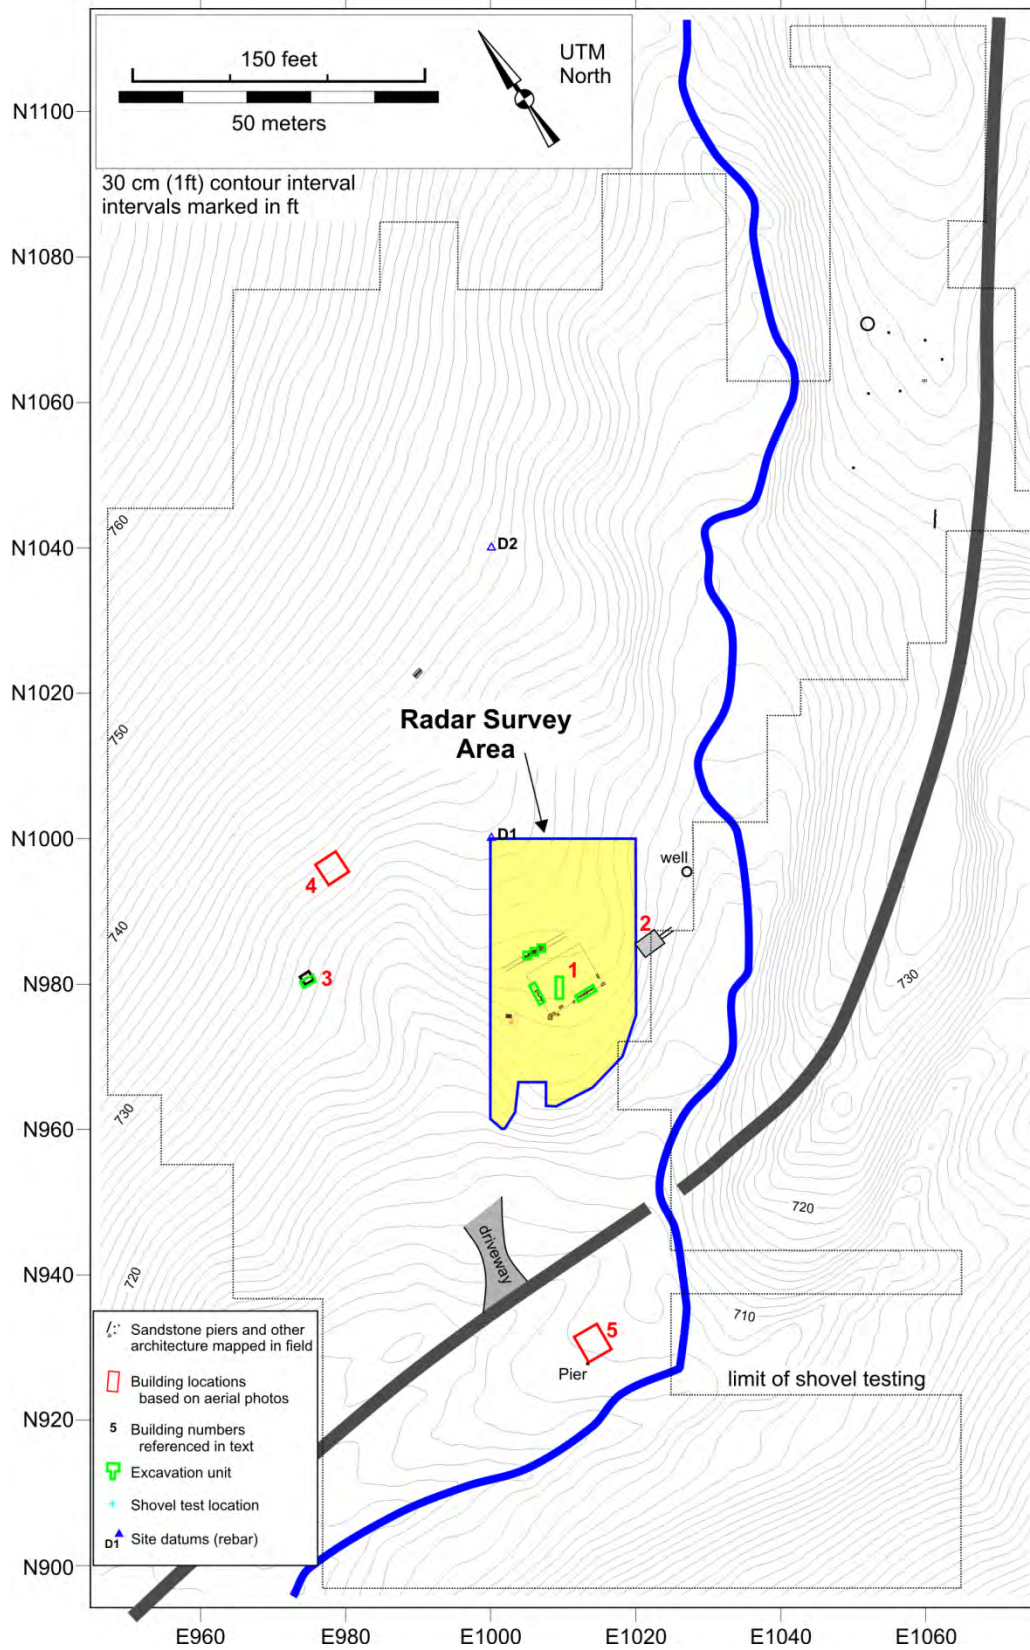 150 feet
50 meters
UTM
North
30 cm (1ft) contour interval
intervals marked in ft
N1100
N1080
N1060
N1040
N1020
N1000
N980
N960
N940
N920
N900
760
D2
750
Radar Survey
Area
D1
well
4
2
740
3
1
730
730
720
driveway
720
710
5
Pier
limit of shovel testing
Sandstone piers and other
architecture mapped in field
Building locations
based on aerial photos
5 Building numbers
referenced in text
Excavation unit
Shovel test location
D1 Site datums (rebar)
E960
E980
E1000
E1020
E1040
E1060